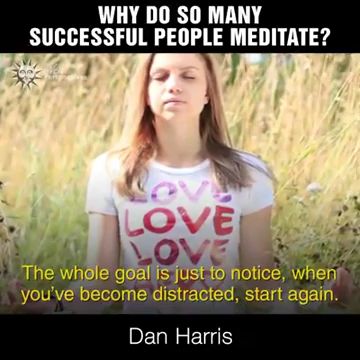 WHY DO SO MANY
SUCCESSFUL PEOPLE MEDITATE?
LOVE
LOVE
LOVE
The whole goal is just to notice, when
you've become distracted, start again.
Dan Harris